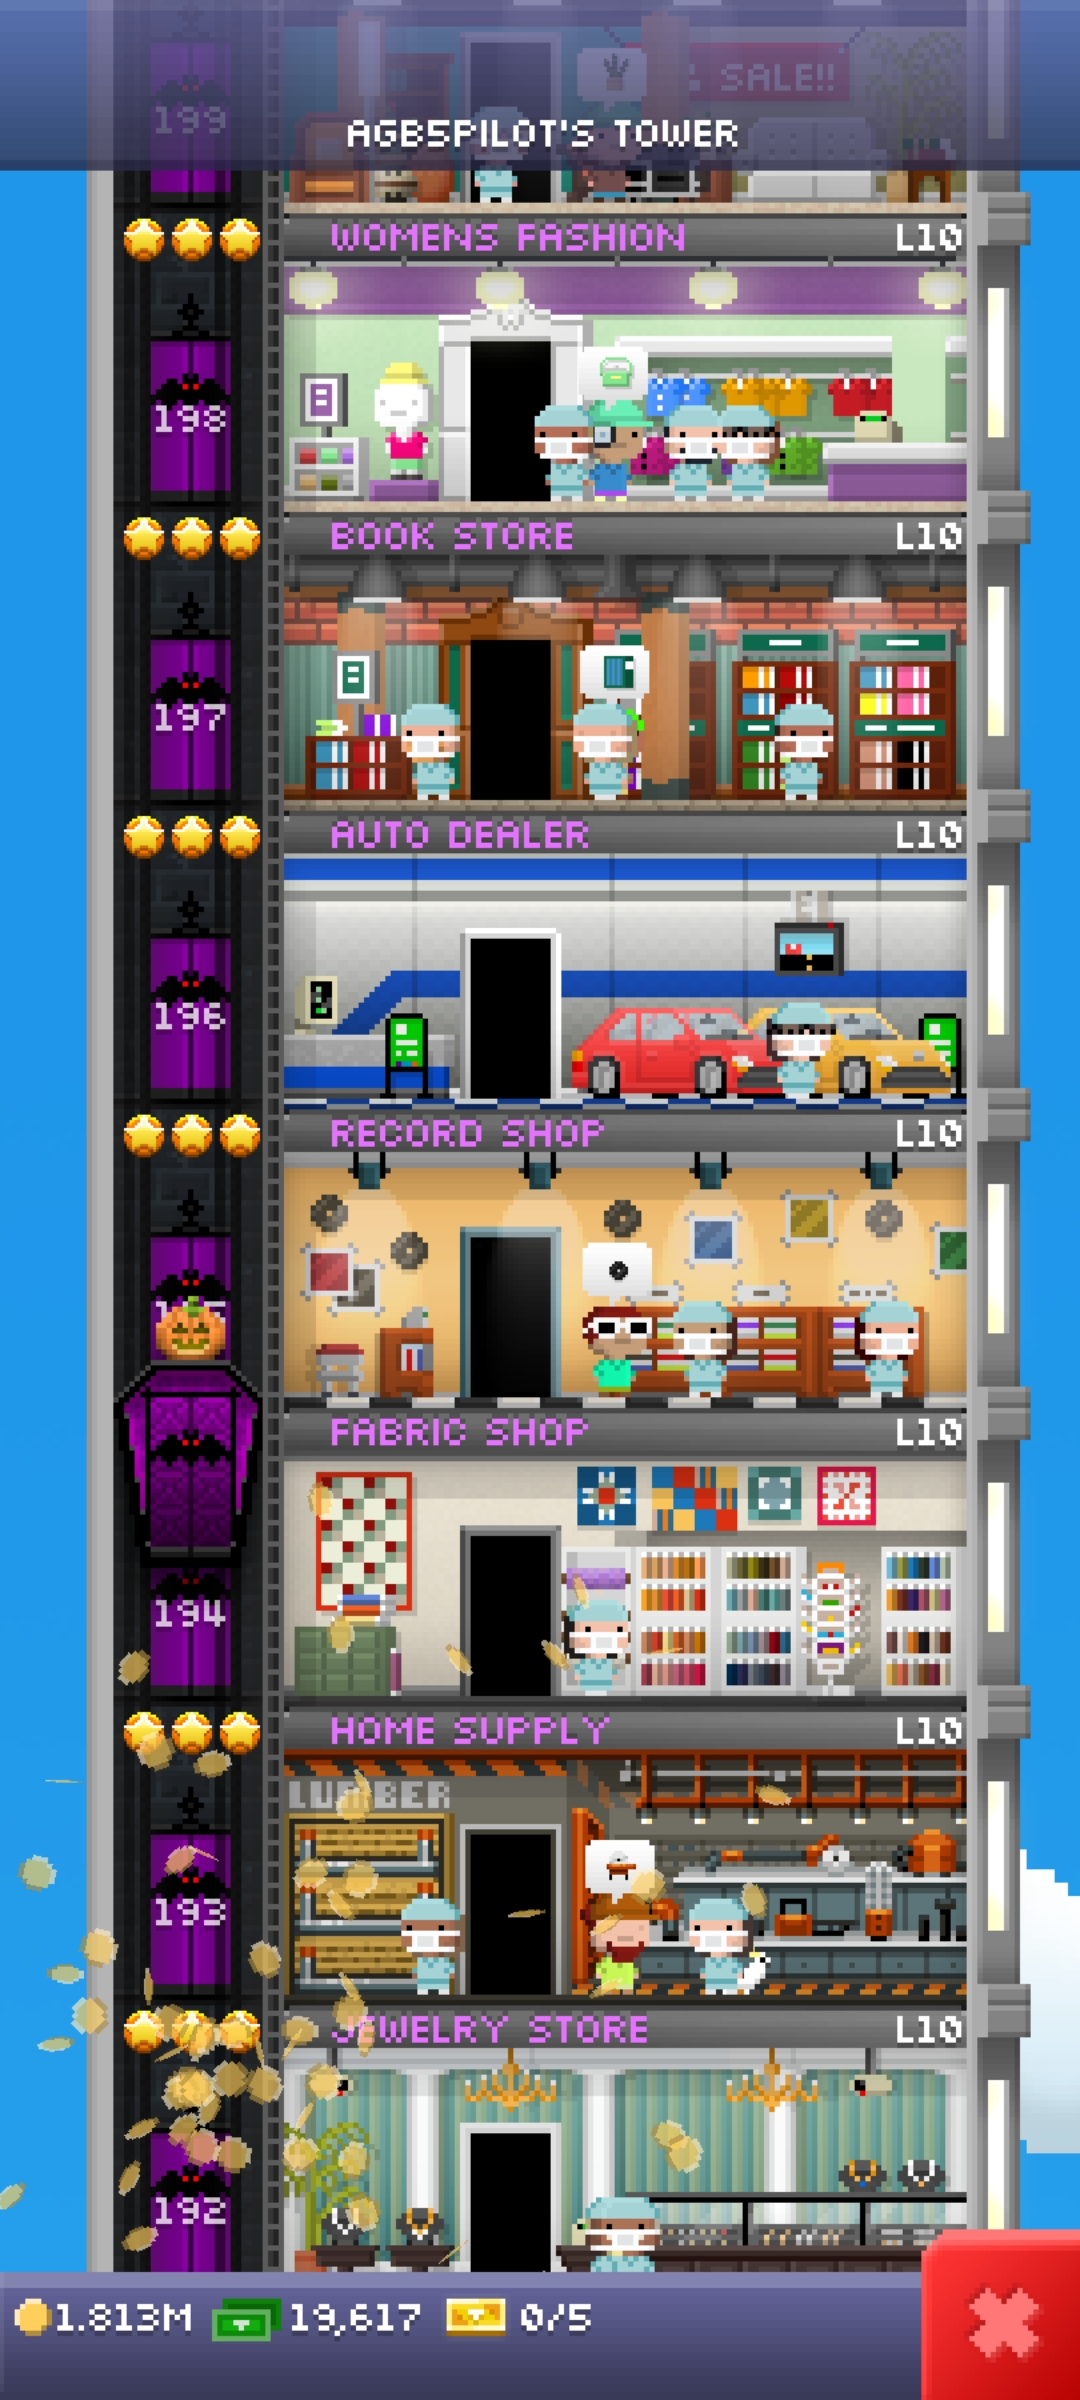 199
SALE!!
AGB5PILOT'S TOWER
WOMENS FASHION L10
198
BOOK STORE L10
197
AUTO DEALER L10
196
RECORD SHOP L10
FABRIC SHOP L10
194
HOME SUPPLY L10
LUMBER
193
JEWELRY STORE L10
192
1.813M 19,617 0/5